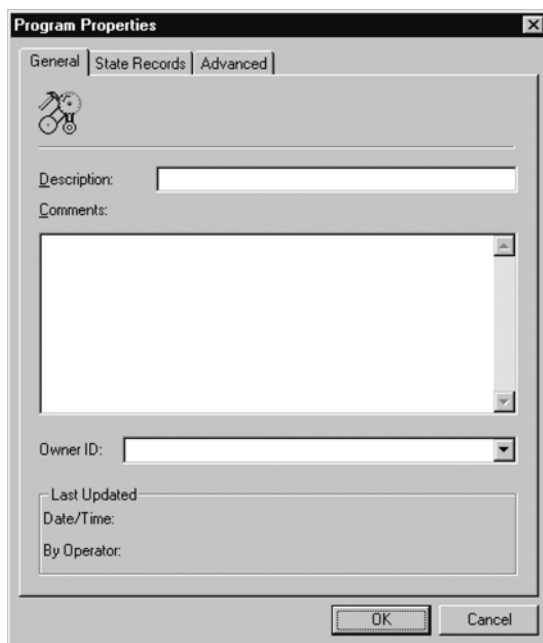 Program Properties
General State Records Advanced
Description:
Comments:
Owner ID:
Last Updated
Date/Time:
By Operator:
OK Cancel